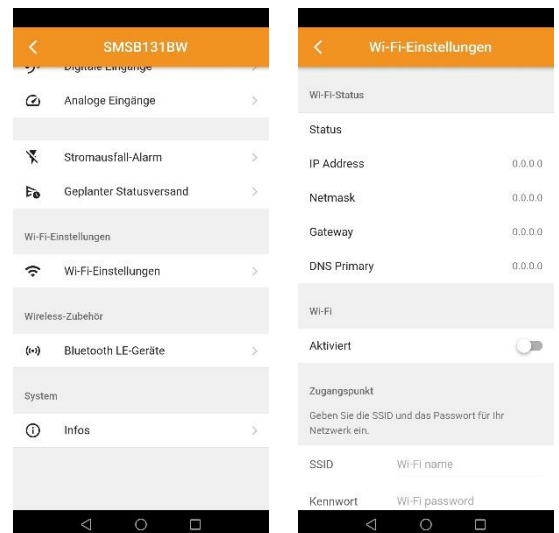 SMSB131BW
Digitale Eingänge
Analoge Eingänge
Stromausfall-Alarm
Geplanter Statusversand
Wi-Fi-Einstellungen
Wi-Fi-Einstellungen
Wireless-Zubehör
Bluetooth LE-Geräte
System
Infos
Wi-Fi-Einstellungen
Wi-Fi-Status
Status
IP Address 0.0.0.0
Netmask 0.0.0.0
Gateway 0.0.0.0
DNS Primary 0.0.0.0
Wi-Fi
Aktiviert
Zugangspunkt
Geben Sie die SSID und das Passwort für Ihr
Netzwerk ein.
SSID Wi-Fi name
Kennwort Wi-Fi password